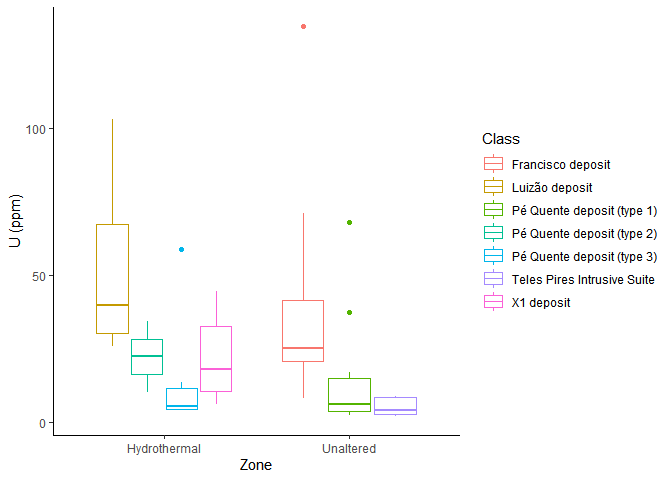 100
50
0
U (ppm)
Hydrothermal
Unaltered
Zone
Class
Francisco deposit
Luizão deposit
Pé Quente deposit (type 1)
Pé Quente deposit (type 2)
Pé Quente deposit (type 3)
Teles Pires Intrusive Suite
X1 deposit